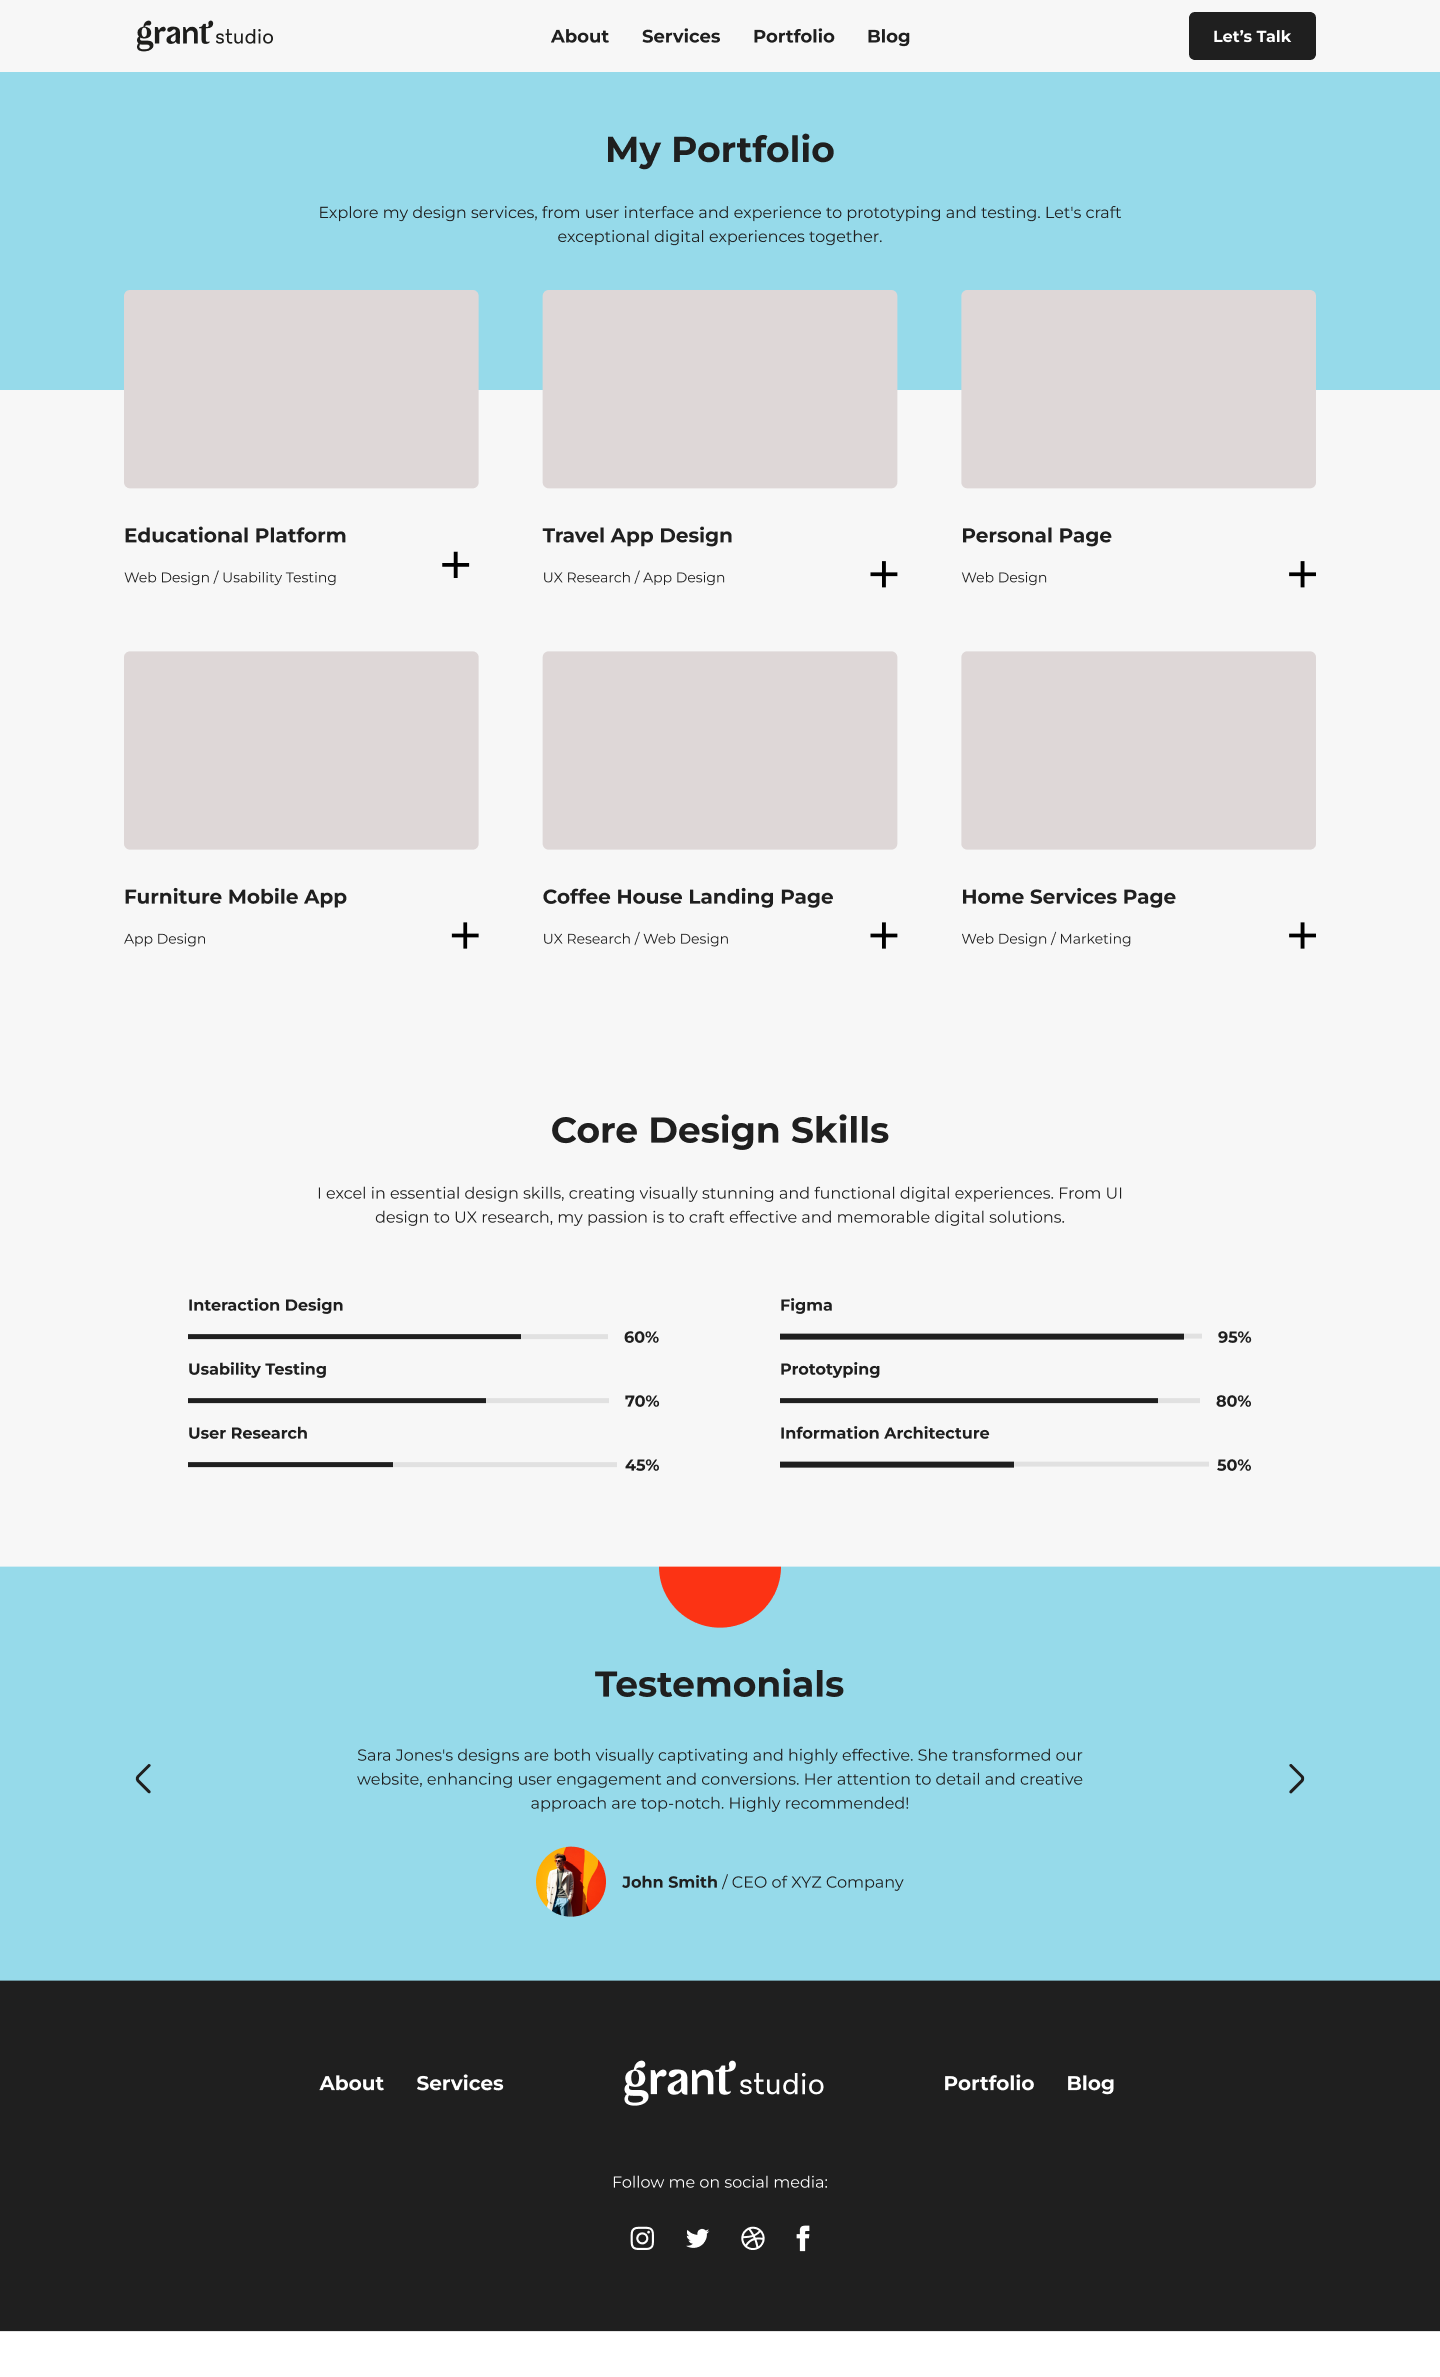 grant studio
About Services Portfolio Blog
Let’s Talk
My Portfolio
Explore my design services, from user interface and experience to prototyping and testing. Let's craft
exceptional digital experiences together.
Educational Platform
Web Design / Usability Testing
Travel App Design
UX Research / App Design
Personal Page
Web Design
Furniture Mobile App
App Design
Coffee House Landing Page
UX Research / Web Design
Home Services Page
Web Design / Marketing
Core Design Skills
I excel in essential design skills, creating visually stunning and functional digital experiences. From UI
design to UX research, my passion is to craft effective and memorable digital solutions.
Interaction Design
60%
Usability Testing
70%
User Research
45%
Figma
95%
Prototyping
80%
Information Architecture
50%
Testemonials
Sara Jones's designs are both visually captivating and highly effective. She transformed our
website, enhancing user engagement and conversions. Her attention to detail and creative
approach are top-notch. Highly recommended!
John Smith / CEO of XYZ Company
About Services
grant studio
Portfolio Blog
Follow me on social media: